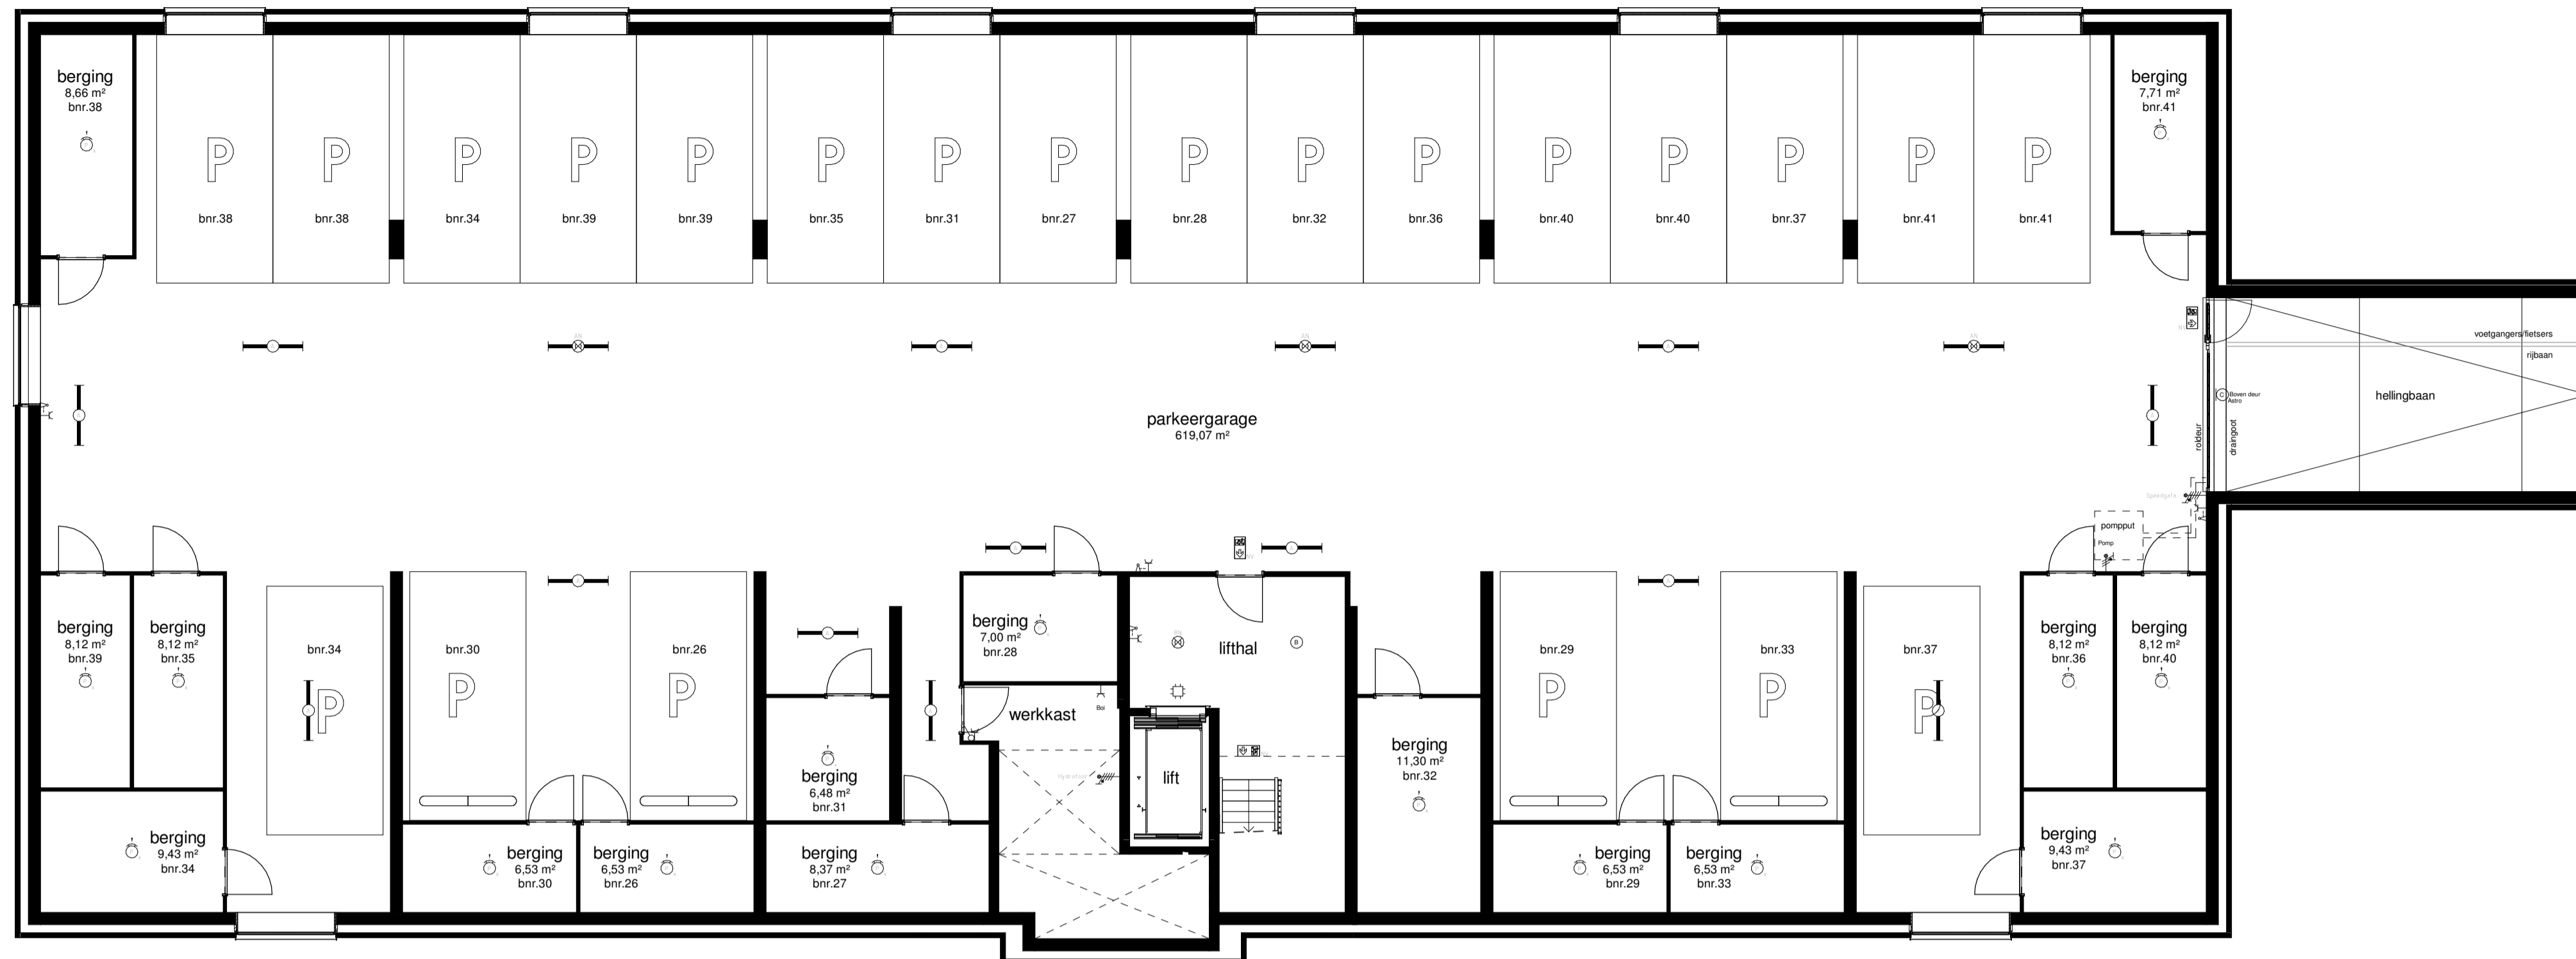 berging
8,66 m²
bnr.38
P
bnr.38
P
bnr.38
P
bnr.34
P
bnr.39
P
bnr.39
P
bnr.35
P
bnr.31
P
bnr.27
P
bnr.28
P
bnr.32
P
bnr.36
P
bnr.40
P
bnr.40
P
bnr.37
P
bnr.41
P
bnr.41
berging
7,71 m²
bnr.41
parkeergarage
619,07 m²
voetgangers/fietsers
rijbaan
hellingbaan
C
Boven deur
Astro
roldeur
draingoot
Speedgate
pompput
Pomp
berging
8,12 m²
bnr.39
berging
8,12 m²
bnr.35
bnr.34
P
bnr.30
P
bnr.26
P
berging
6,48 m²
bnr.31
berging
7,00 m²
bnr.28
werkkast
Boi
Hydrofoor
lifthal
B
lift
berging
11,30 m²
bnr.32
bnr.29
P
bnr.33
P
bnr.37
P
berging
8,12 m²
bnr.36
berging
8,12 m²
bnr.40
berging
9,43 m²
bnr.34
berging
6,53 m²
bnr.30
berging
6,53 m²
bnr.26
berging
8,37 m²
bnr.27
berging
6,53 m²
bnr.29
berging
6,53 m²
bnr.33
berging
9,43 m²
bnr.37